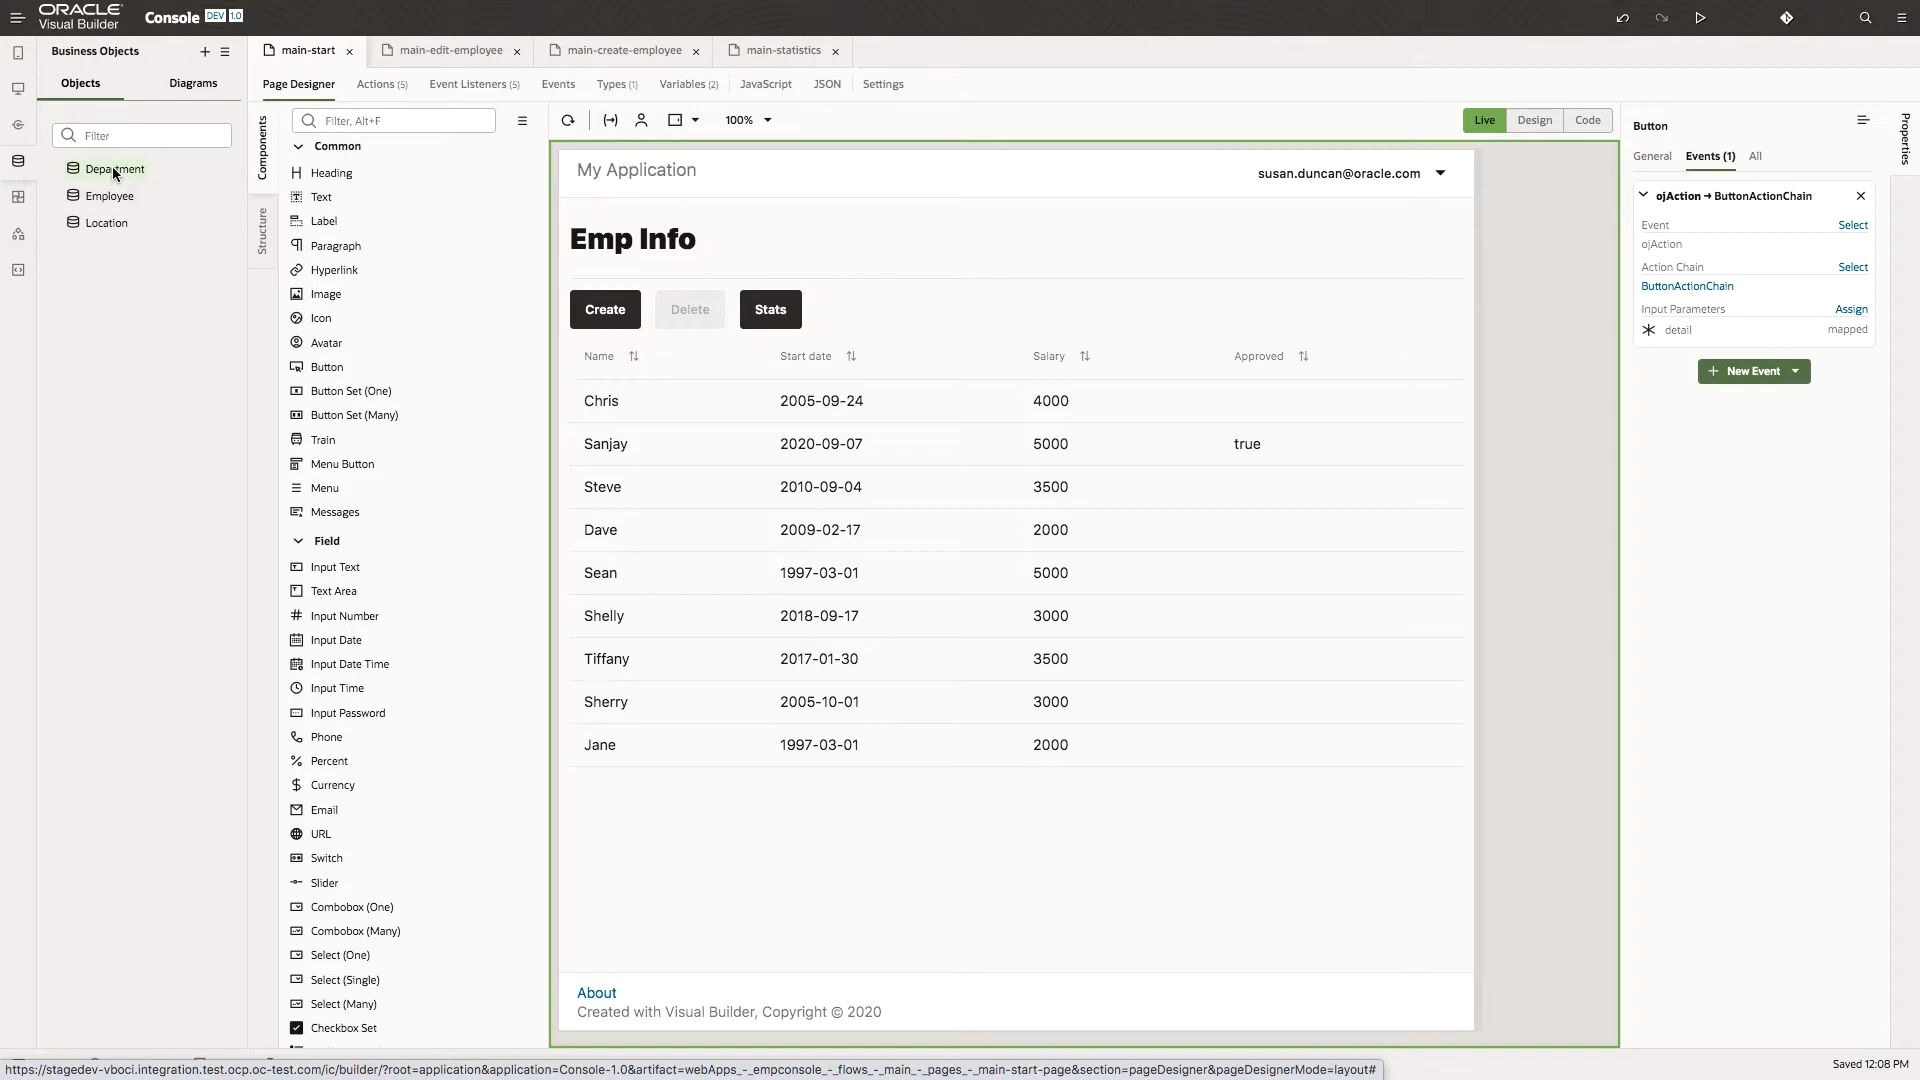 ORACLE
Visual Builder
Console DEV 1.0
Business Objects
Objects
Diagrams
Filter
Department
Employee
Location
main-start
main-edit-employee
main-create-employee
main-statistics
Page Designer
Actions (5)
Event Listeners (5)
Events
Types (1)
Variables (2)
JavaScript
JSON
Settings
Components
Structure
Filter, Alt+F
Common
Heading
Text
Label
Paragraph
Hyperlink
Image
Icon
Avatar
Button
Button Set (One)
Button Set (Many)
Train
Menu Button
Menu
Messages
Field
Input Text
Text Area
Input Number
Input Date
Input Date Time
Input Time
Input Password
Phone
Percent
Currency
Email
URL
Switch
Slider
Combobox (One)
Combobox (Many)
Select (One)
Select (Single)
Select (Many)
Checkbox Set
100%
Live
Design
Code
My Application
susan.duncan@oracle.com
Emp Info
Create
Delete
Stats
Name Start date Salary Approved
Chris 2005-09-24 4000
Sanjay 2020-09-07 5000 true
Steve 2010-09-04 3500
Dave 2009-02-17 2000
Sean 1997-03-01 5000
Shelly 2018-09-17 3000
Tiffany 2017-01-30 3500
Sherry 2005-10-01 3000
Jane 1997-03-01 2000
About
Created with Visual Builder, Copyright © 2020
Button
General
Events (1)
All
ojAction → ButtonActionChain
Event Select
ojAction
Action Chain Select
ButtonActionChain
Input Parameters Assign
detail mapped
+ New Event
Properties
https://stagedev-vboci.integration.test.ocp.oc-test.com/ic/builder/?root=application&application=Console-1.0&artifact=webApps_-_empconsole_-_flows_-_main_-_pages_-_main-start-page&section=pageDesigner&pageDesignerMode=layout#
Saved 12:08 PM